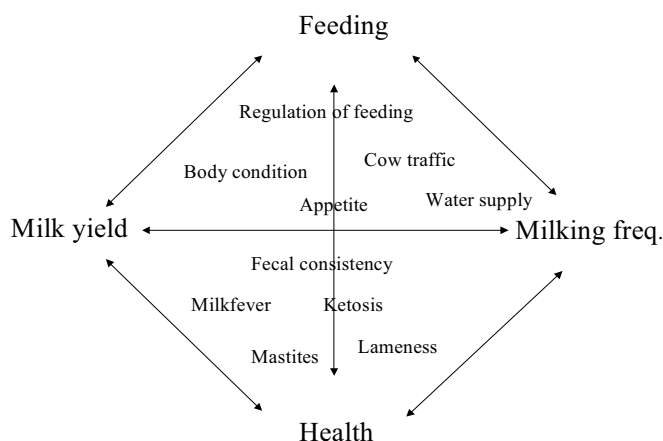 Feeding
Regulation of feeding
Cow traffic
Body condition
Water supply
Appetite
Milk yield
Milking freq.
Fecal consistency
Milkfever
Ketosis
Lameness
Mastites
Health